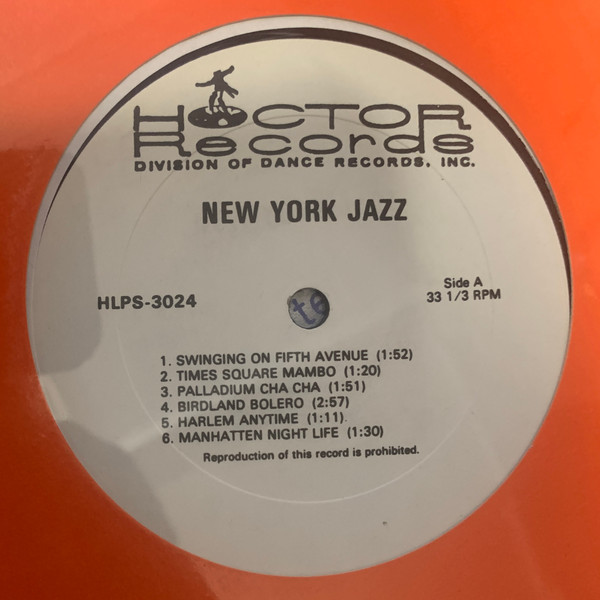 HOCTOR
Records
DIVISION OF DANCE RECORDS, INC.
NEW YORK JAZZ
HLPS-3024
Side A
33 1/3 RPM
te
1. SWINGING ON FIFTH AVENUE (1:52)
2. TIMES SQUARE MAMBO (1:20)
3. PALLADIUM CHA CHA (1:51)
4. BIRDLAND BOLERO (2:57)
5. HARLEM ANYTIME (1:11)
6. MANHATTEN NIGHT LIFE (1:30)
Reproduction of this record is prohibited.